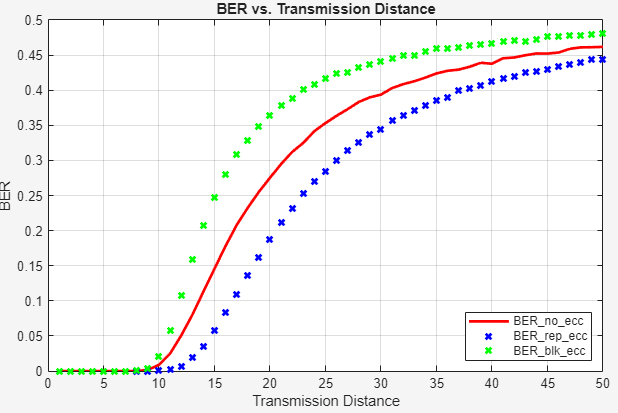 BER vs. Transmission Distance
0.5
0.45
0.4
0.35
0.3
0.25
0.2
0.15
0.1
0.05
0
BER
0 5 10 15 20 25 30 35 40 45 50
Transmission Distance
BER_no_ecc
BER_rep_ecc
BER_blk_ecc